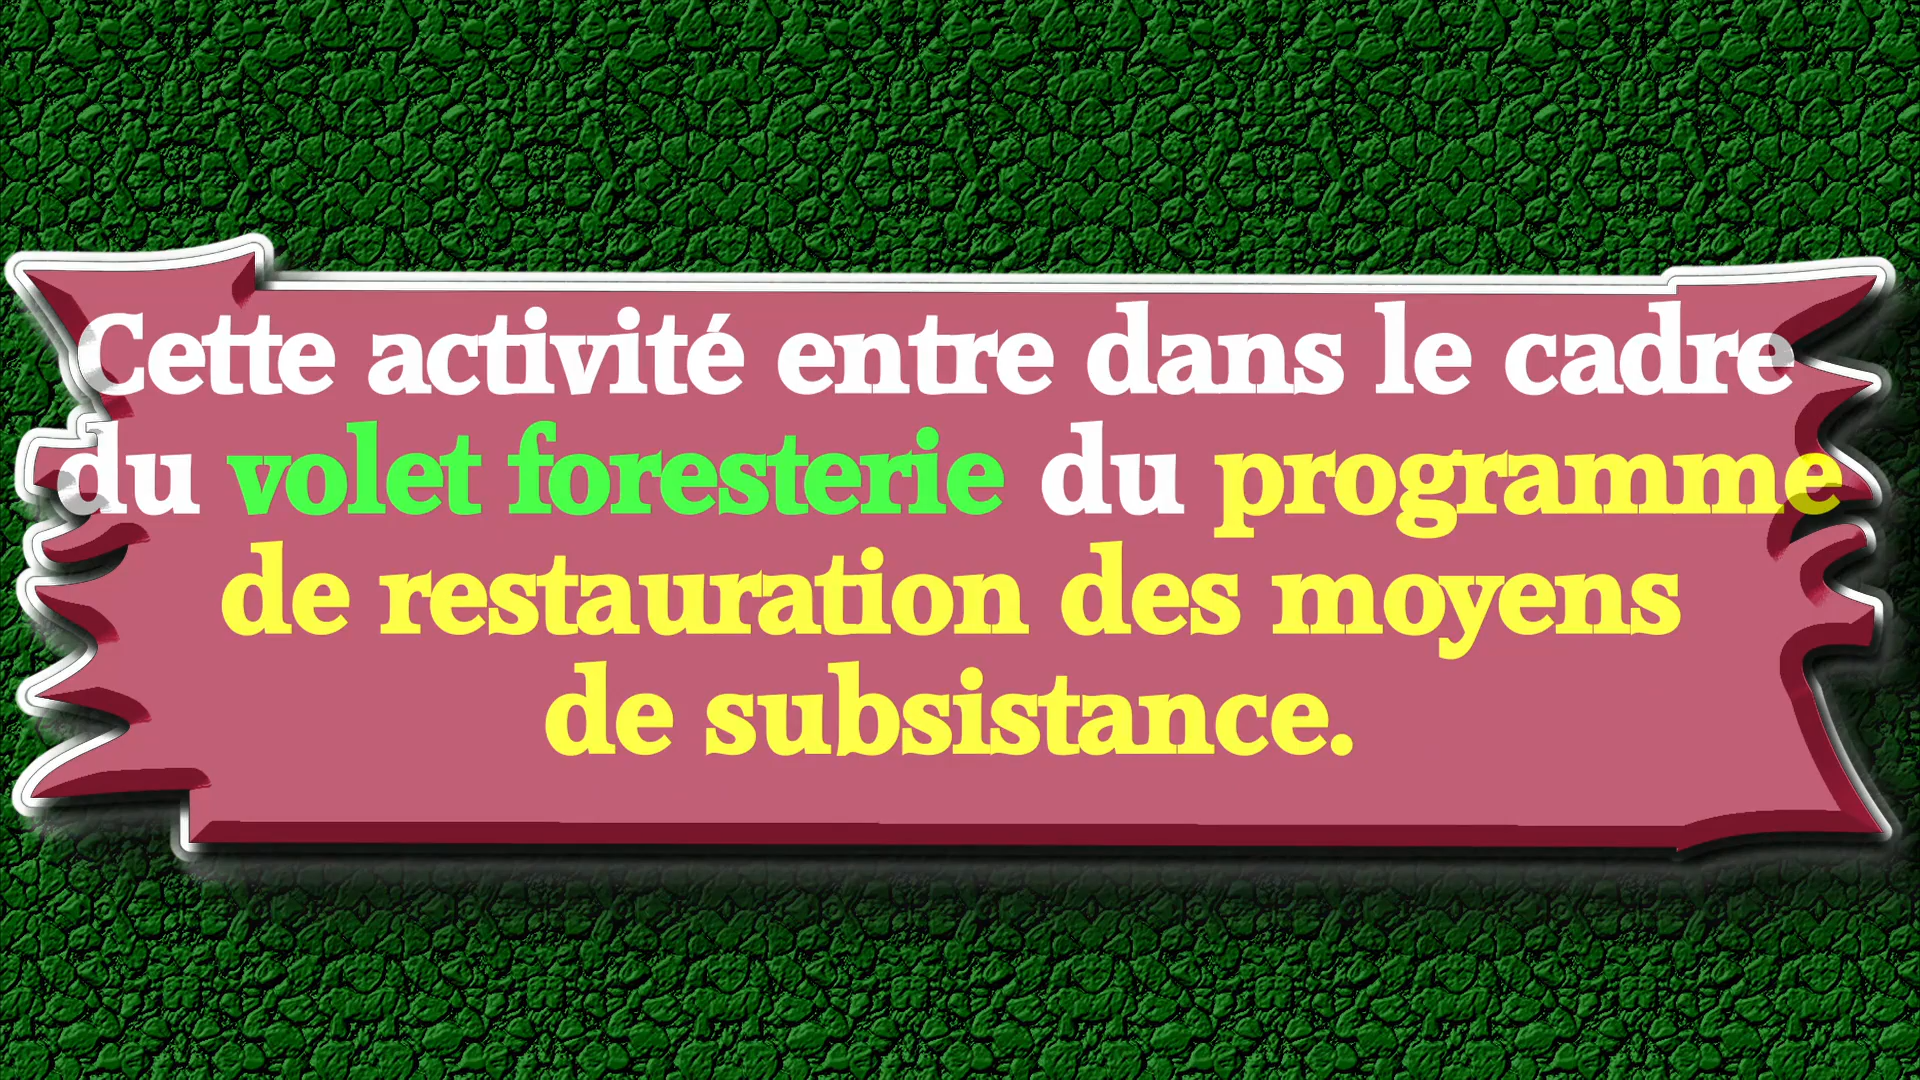 Cette activité entre dans le cadre
du volet foresterie du programme
de restauration des moyens
de subsistance.